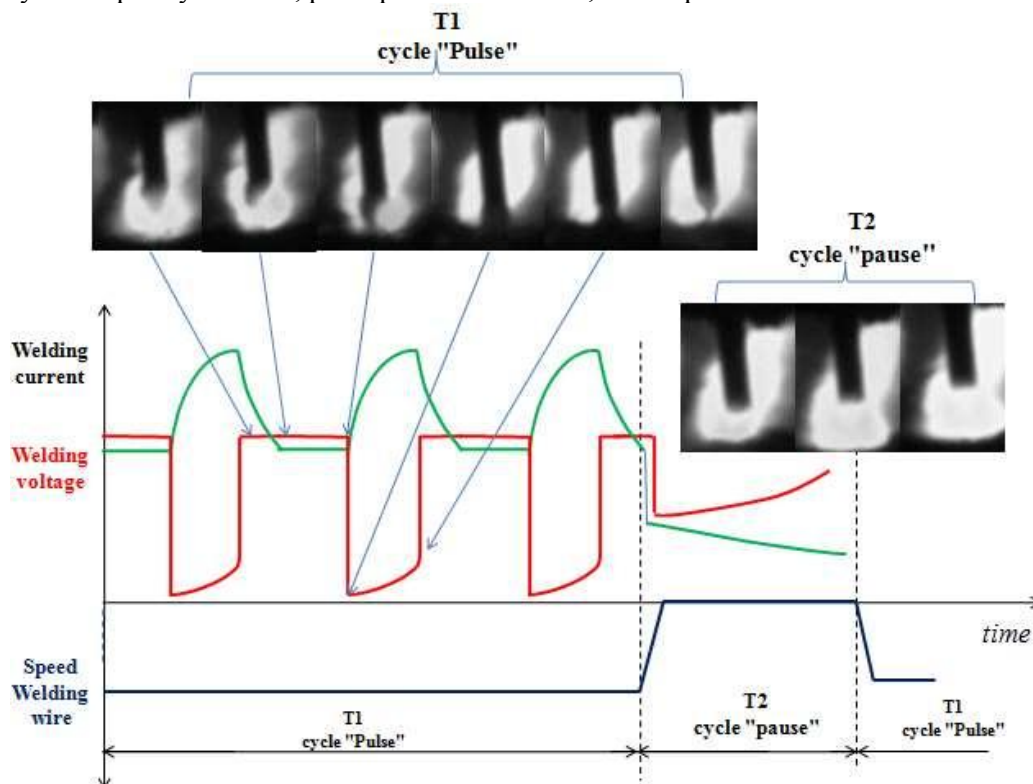 T1
cycle "Pulse"
T2
cycle "pause"
Welding
current
Welding
voltage
time
Speed
Welding
wire
T1
cycle "Pulse"
T2
cycle "pause"
T1
cycle "Pulse"